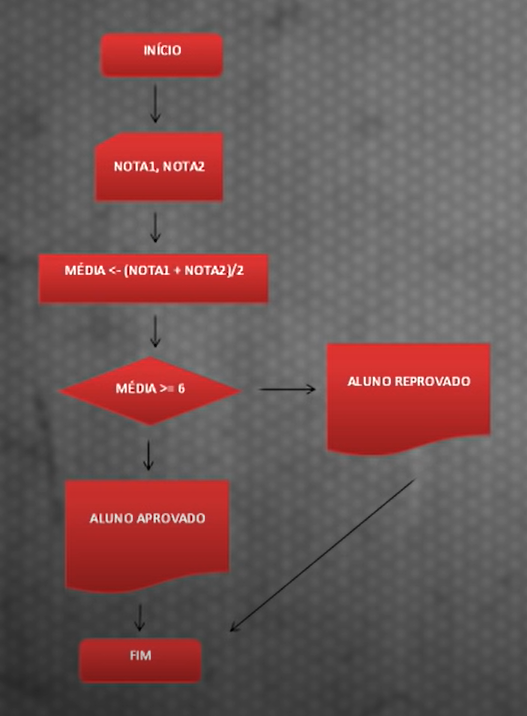 INÍCIO
NOTA1, NOTA2
MÉDIA <- (NOTA1 + NOTA2)/2
MÉDIA >= 6
ALUNO REPROVADO
ALUNO APROVADO
FIM